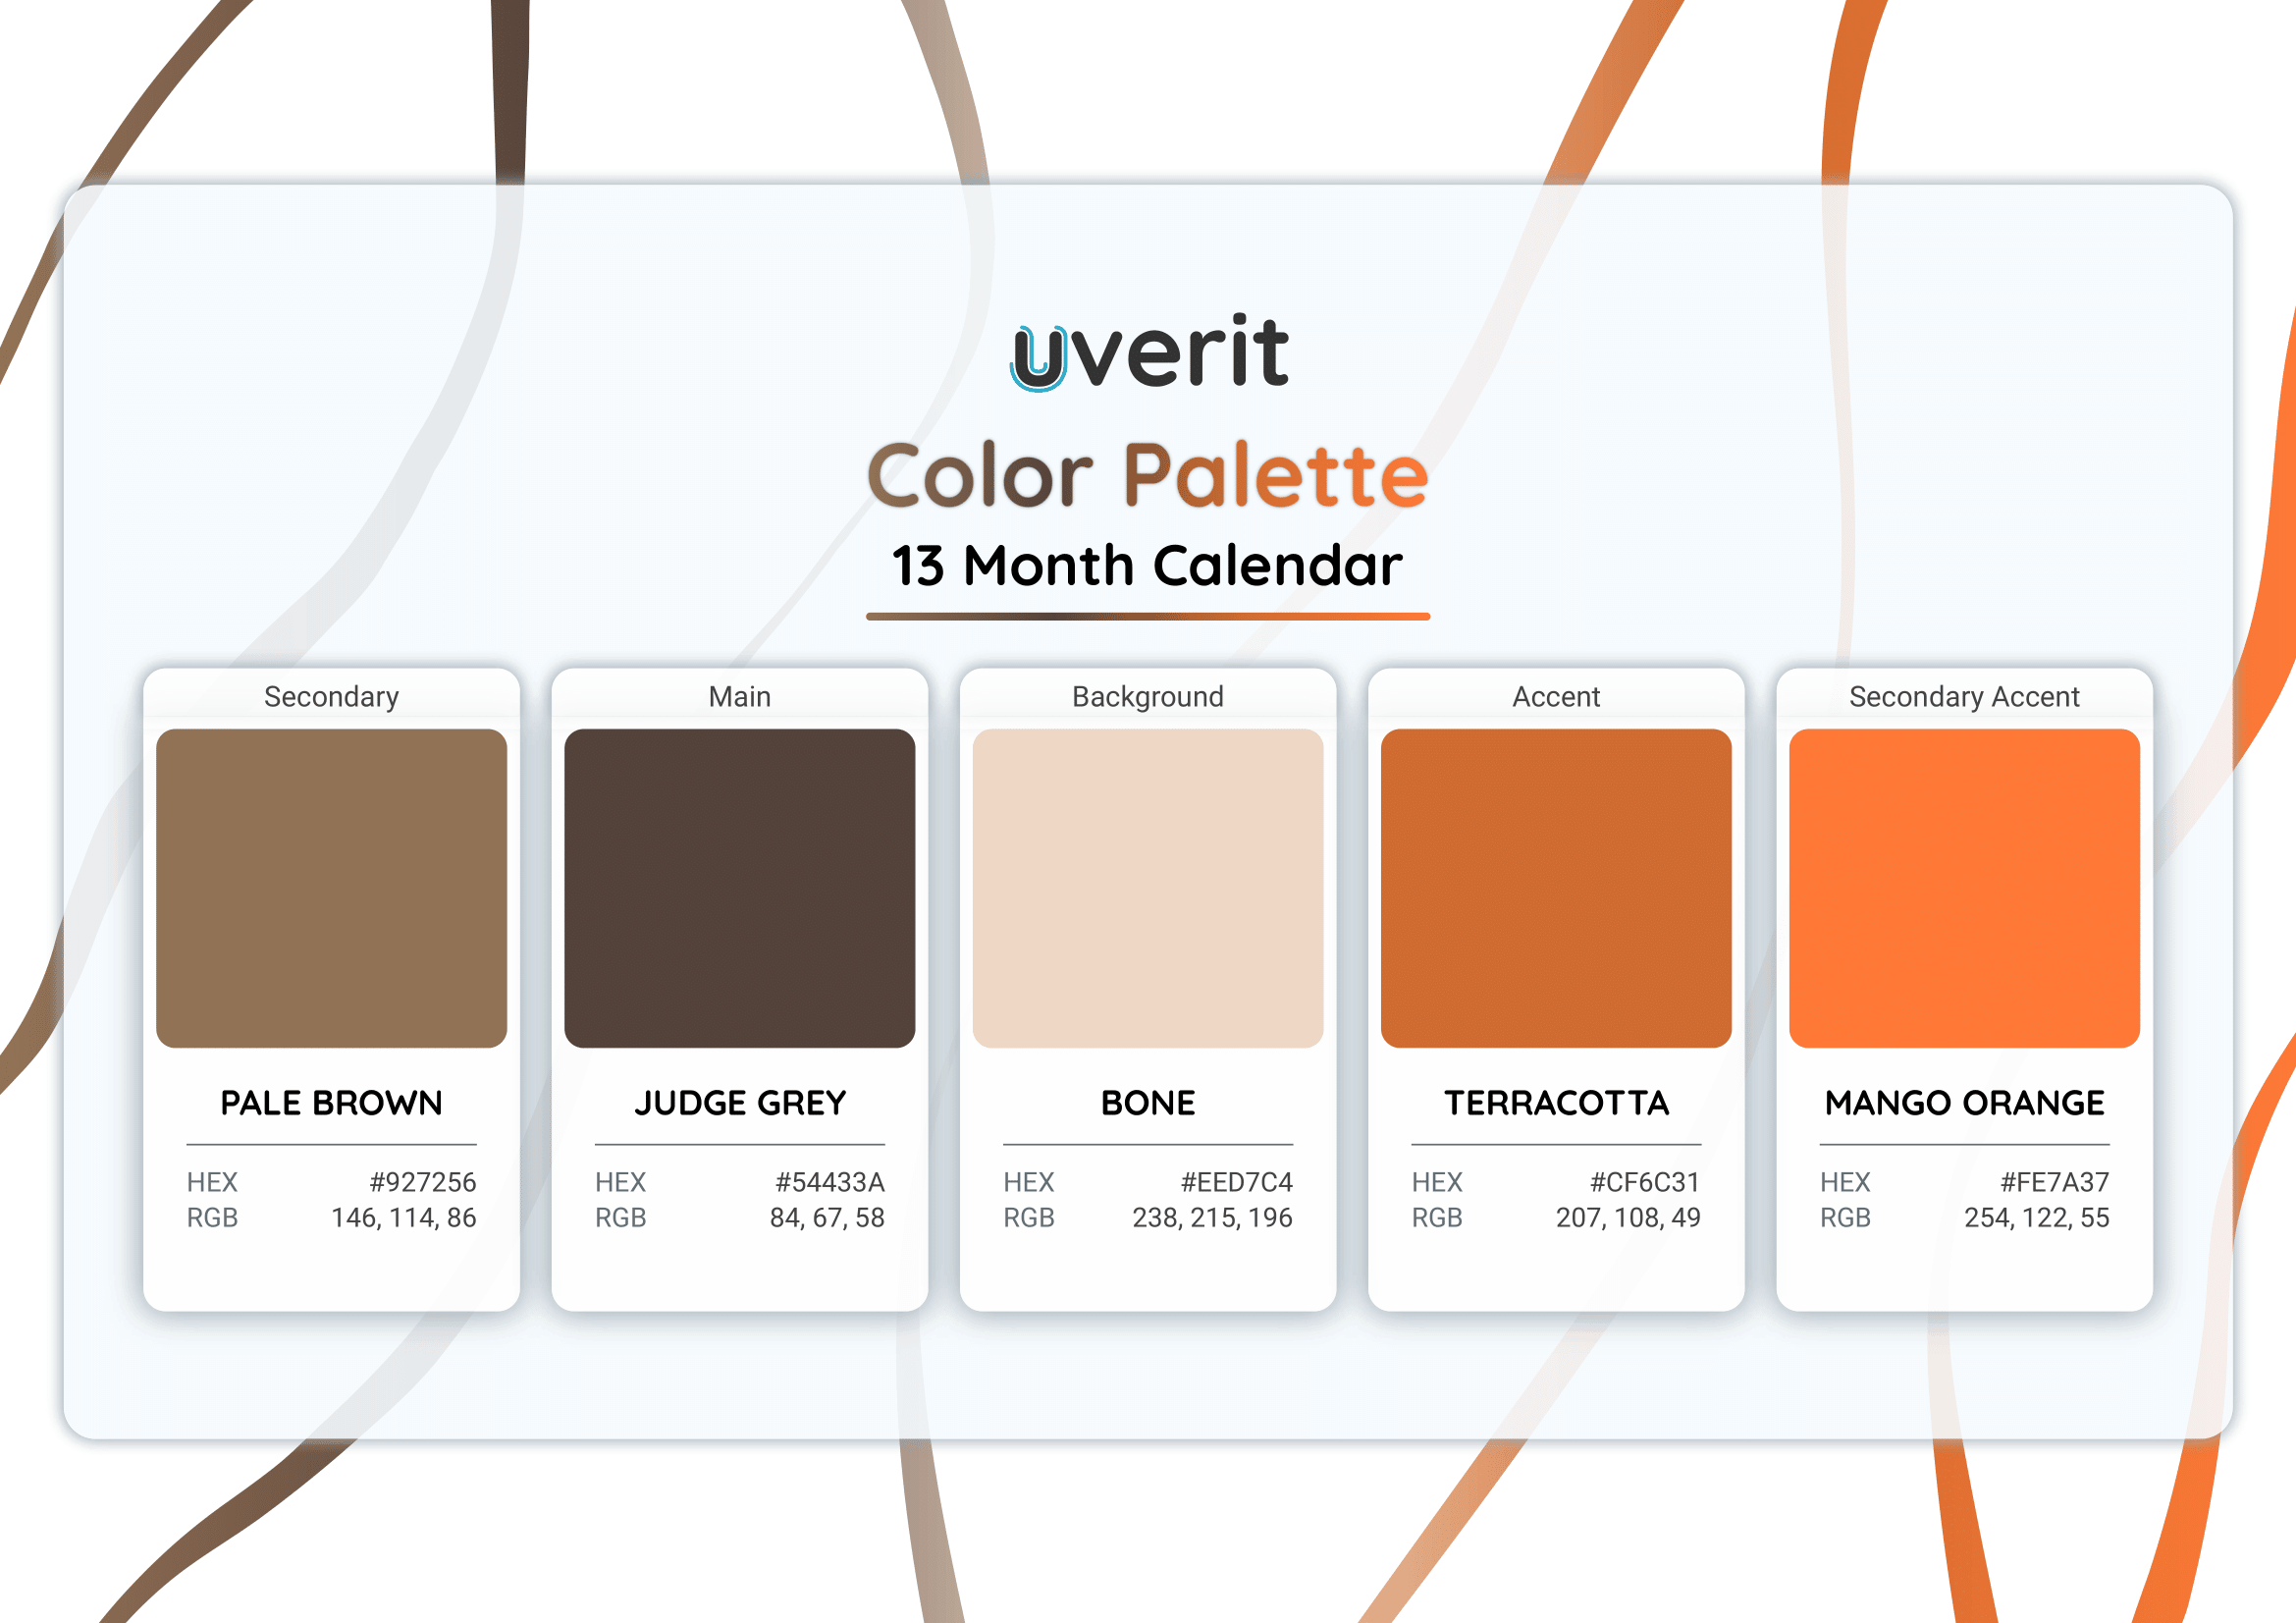 uverit
Color Palette
13 Month Calendar
Secondary
PALE BROWN
HEX #927256
RGB 146, 114, 86
Main
JUDGE GREY
HEX #54433A
RGB 84, 67, 58
Background
BONE
HEX #EED7C4
RGB 238, 215, 196
Accent
TERRACOTTA
HEX #CF6C31
RGB 207, 108, 49
Secondary Accent
MANGO ORANGE
HEX #FE7A37
RGB 254, 122, 55